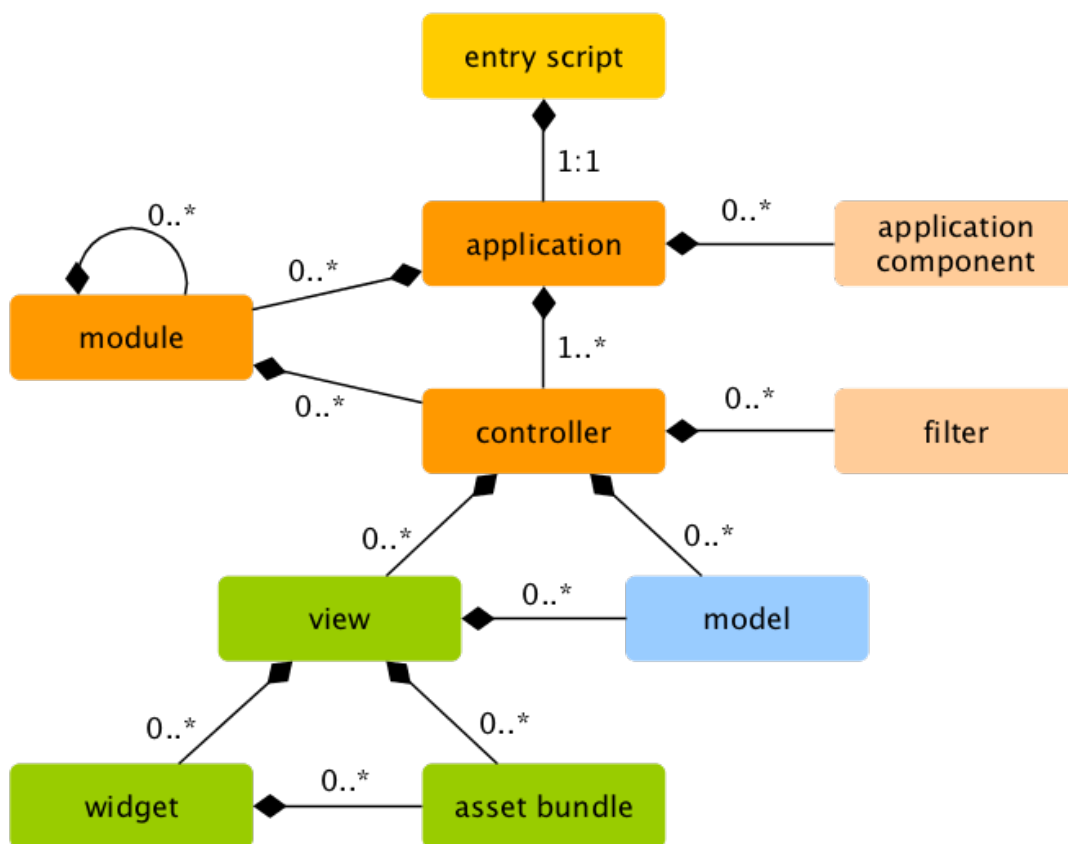 entry script
1:1
0..*
0..*
application
0..*
application
component
module
1..*
0..*
controller
0..*
filter
0..*
0..*
view
0..*
model
0..*
0..*
widget
0..*
asset bundle